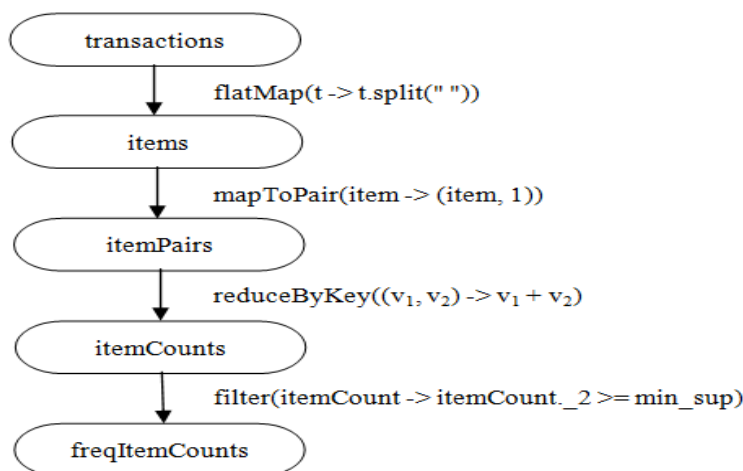 transactions
flatMap(t -> t.split(" "))
items
mapToPair(item -> (item, 1))
itemPairs
reduceByKey((v₁, v₂) -> v₁ + v₂)
itemCounts
filter(itemCount -> itemCount._2 >= min_sup)
freqItemCounts